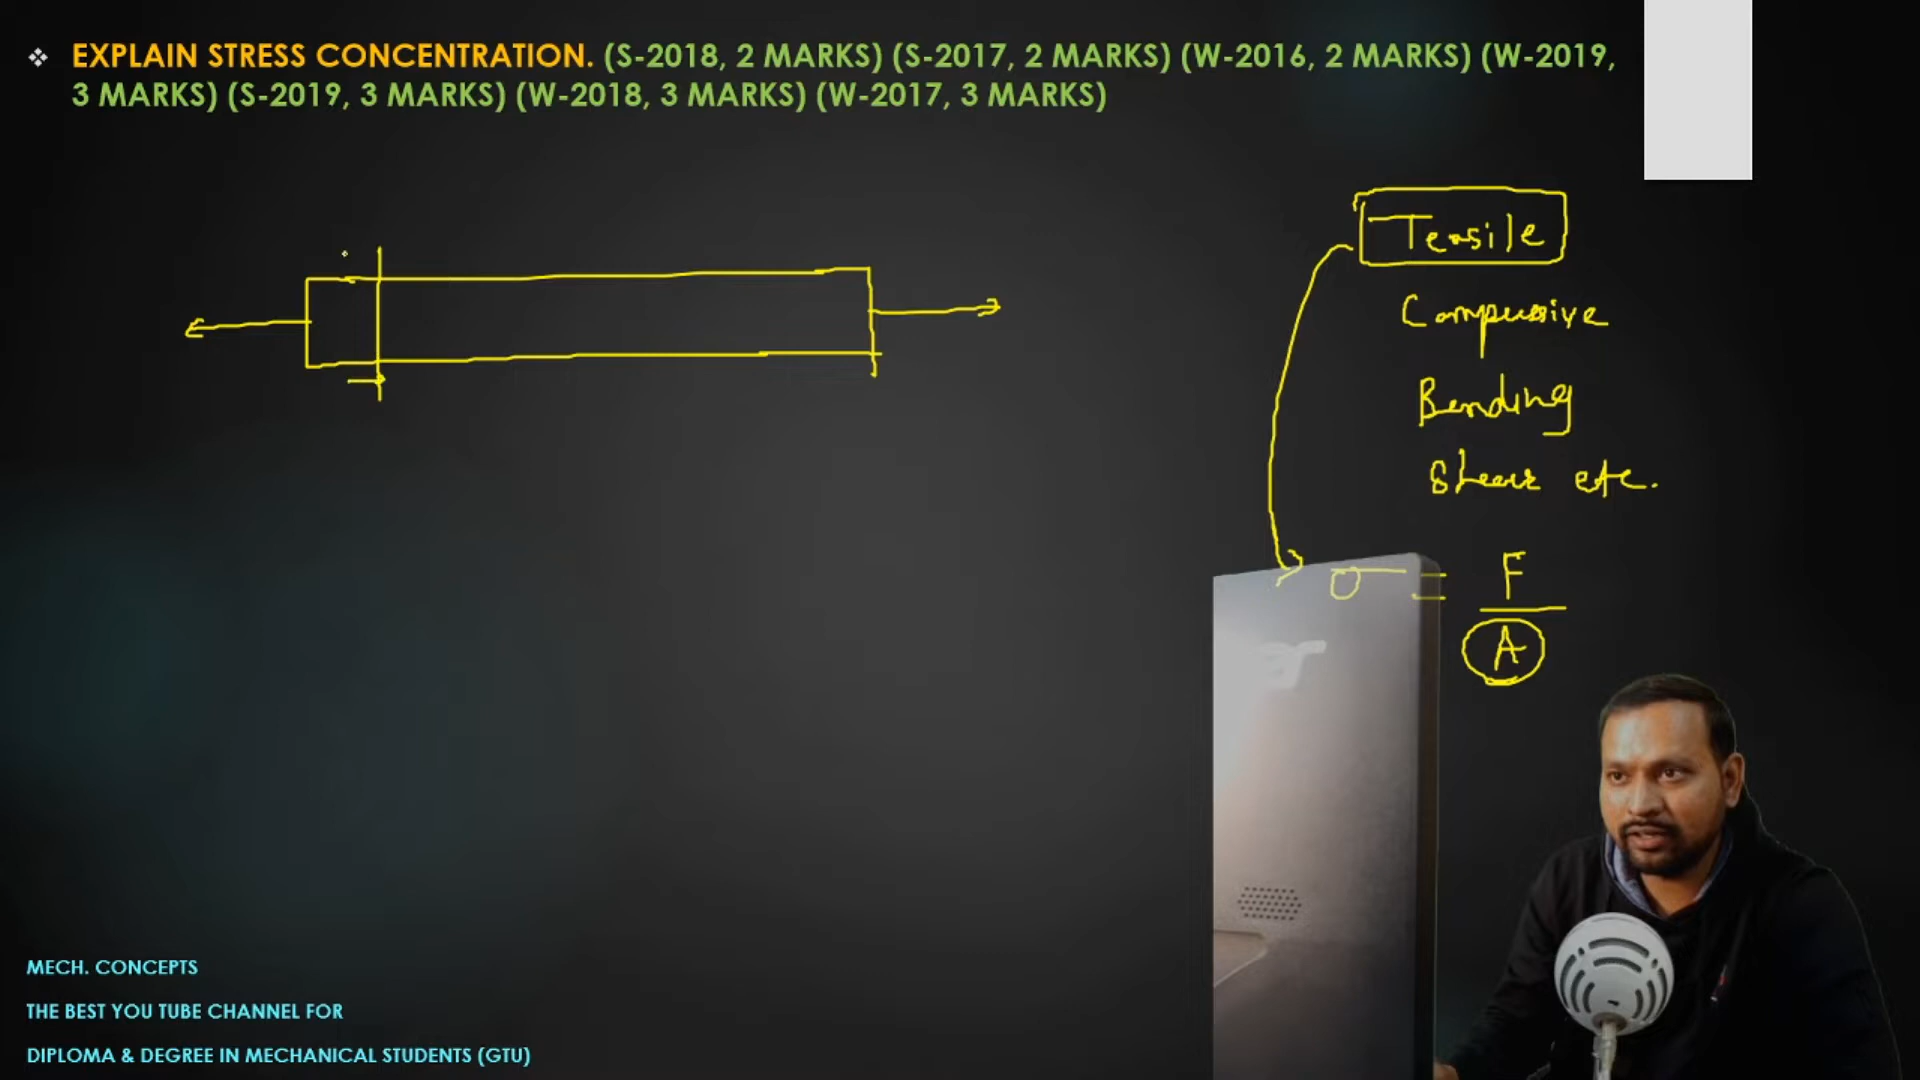 ❖ EXPLAIN STRESS CONCENTRATION. (S-2018, 2 MARKS) (S-2017, 2 MARKS) (W-2016, 2 MARKS) (W-2019,
3 MARKS) (S-2019, 3 MARKS) (W-2018, 3 MARKS) (W-2017, 3 MARKS)
Tensile
Compressive
Bending
Shear etc.
σ = F
A
MECH. CONCEPTS
THE BEST YOU TUBE CHANNEL FOR
DIPLOMA & DEGREE IN MECHANICAL STUDENTS (GTU)